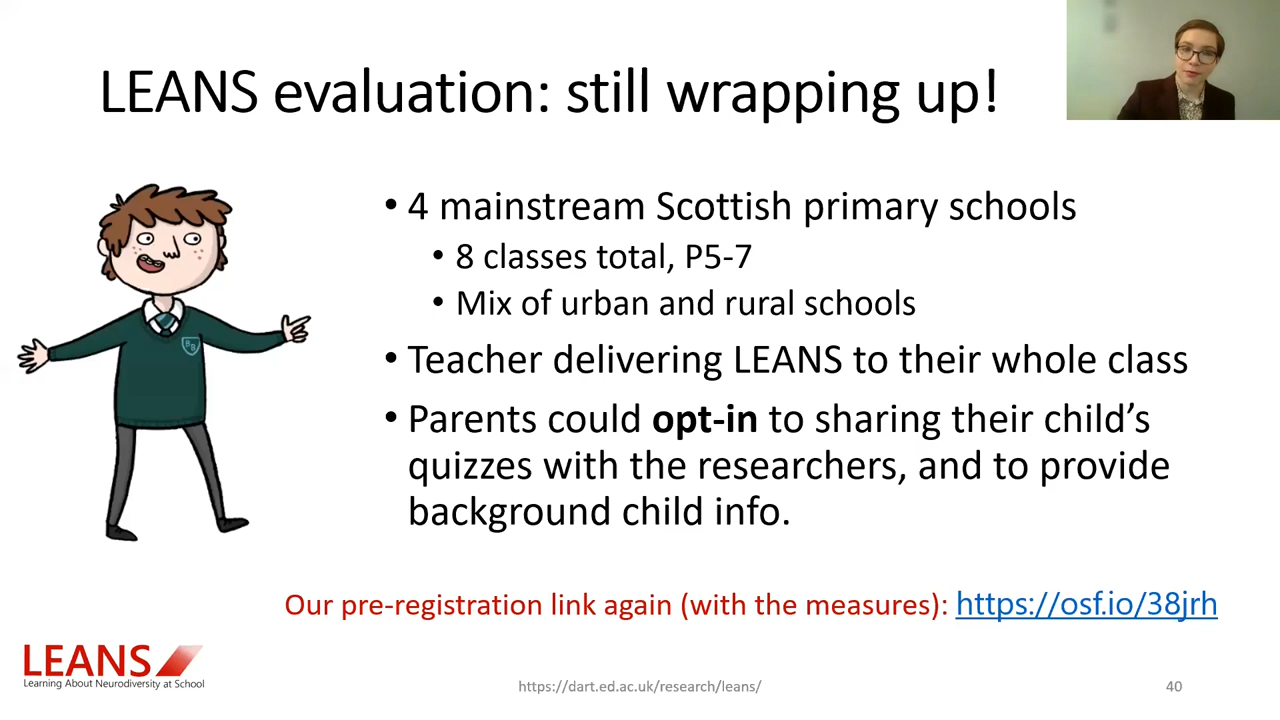 LEANS evaluation: still wrapping up!
• 4 mainstream Scottish primary schools
• 8 classes total, P5-7
• Mix of urban and rural schools
• Teacher delivering LEANS to their whole class
• Parents could opt-in to sharing their child’s
quizzes with the researchers, and to provide
background child info.
BB
Our pre-registration link again (with the measures): https://osf.io/38jrh
LEANS
Learning About Neurodiversity at School
https://dart.ed.ac.uk/research/leans/
40